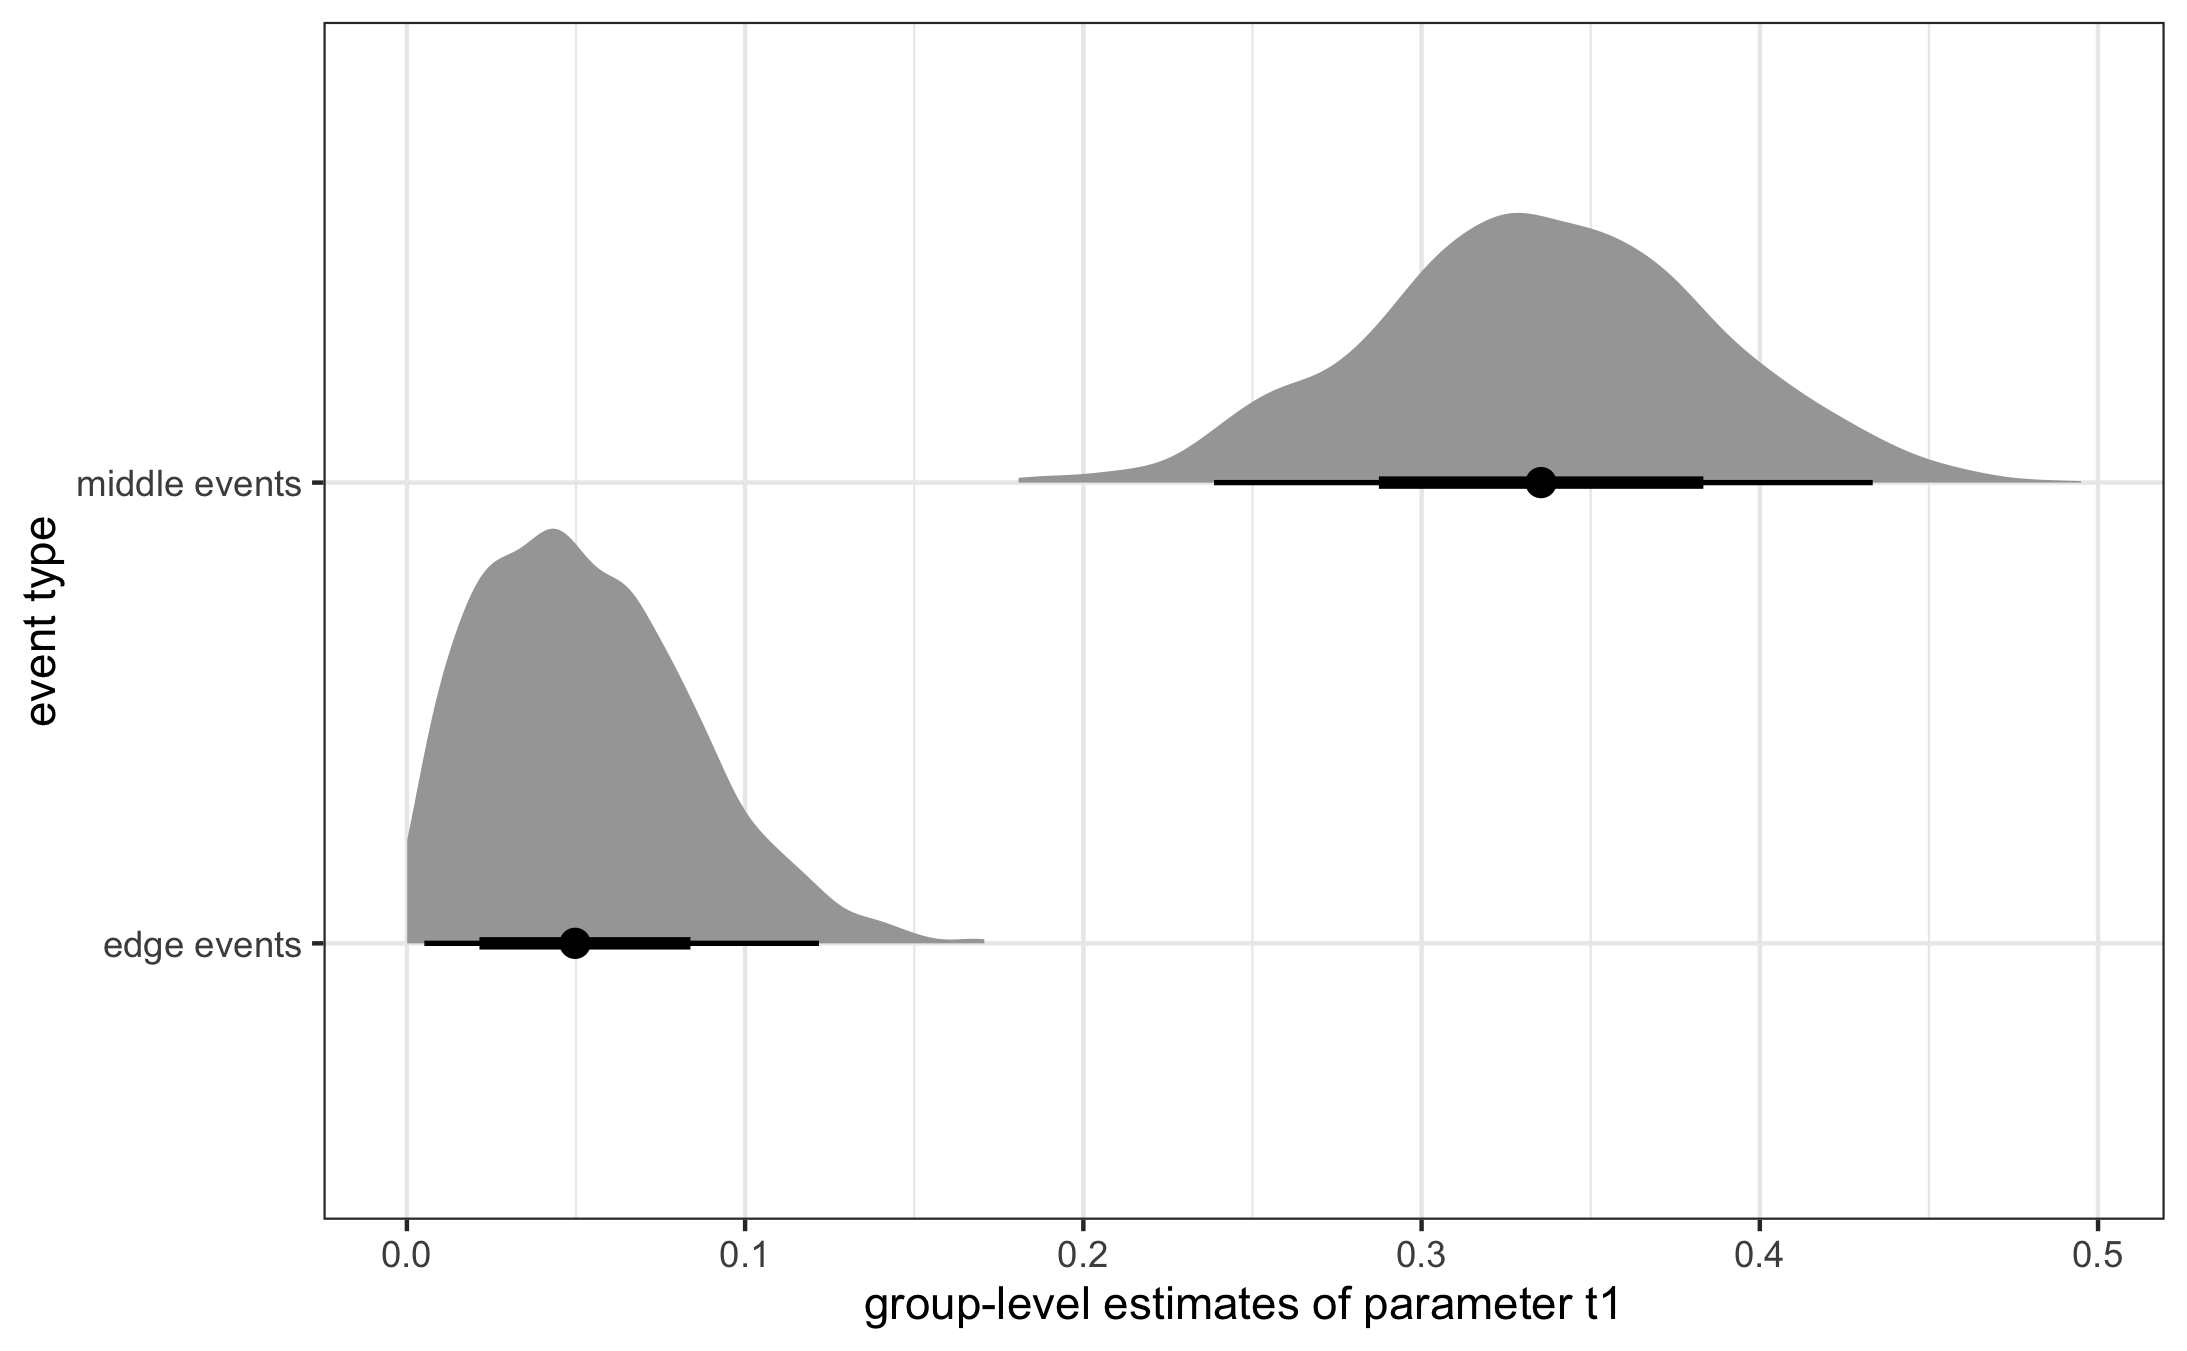 event type
middle events
edge events
0.0 0.1 0.2 0.3 0.4 0.5
group-level estimates of parameter t1